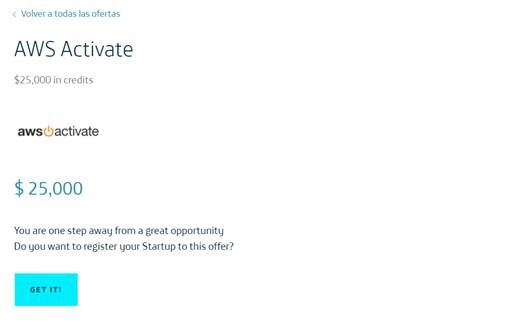 Volver a todas las ofertas
AWS Activate
$25,000 in credits
aws activate
$ 25,000
You are one step away from a great opportunity
Do you want to register your Startup to this offer?
GET IT!